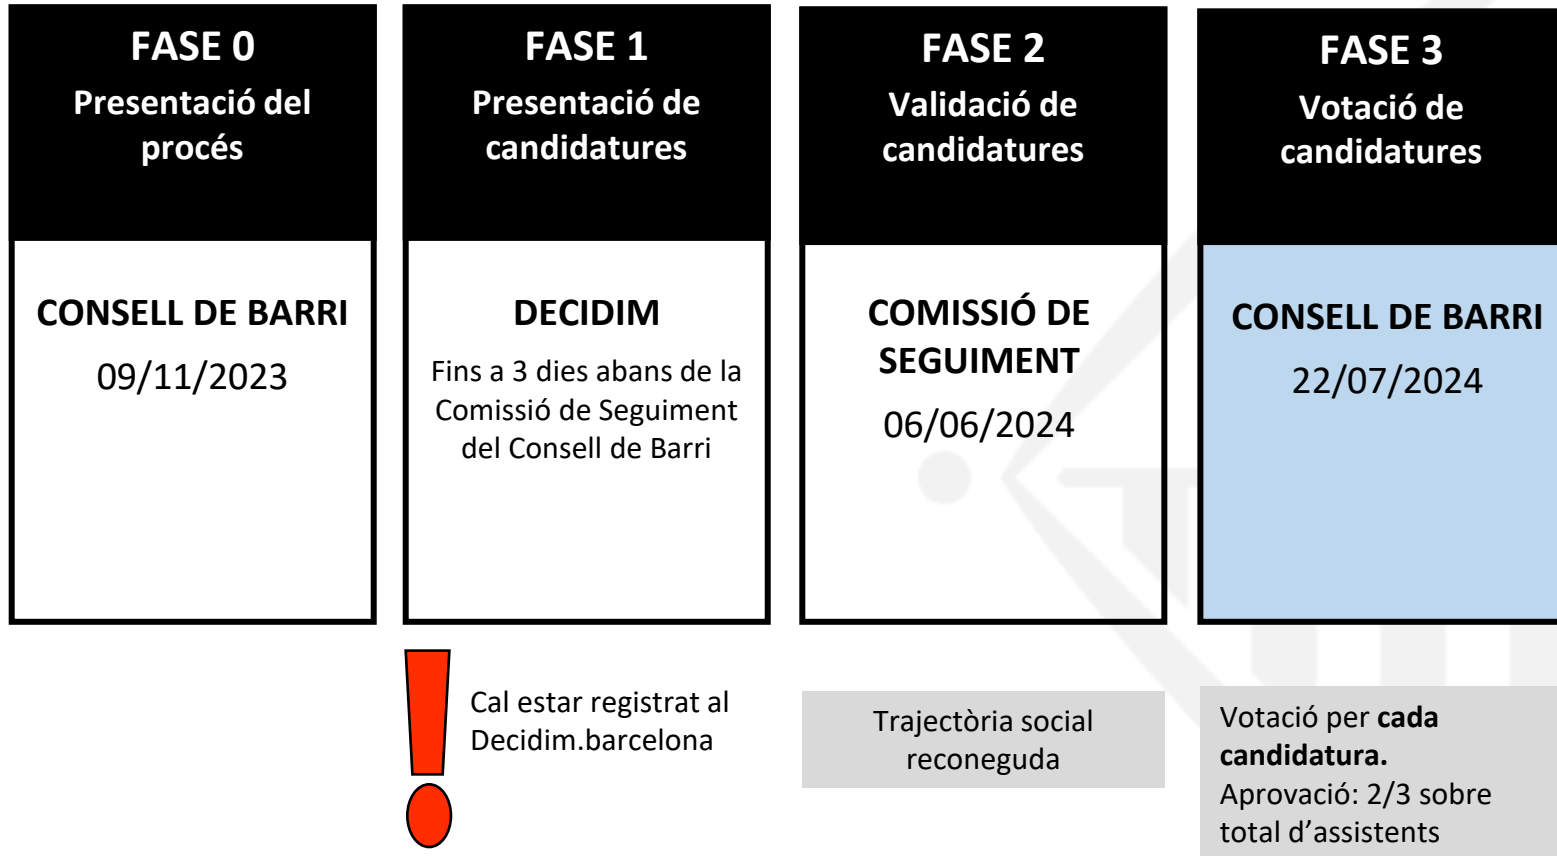 FASE 0
Presentació del
procés
CONSELL DE BARRI
09/11/2023
FASE 1
Presentació de
candidatures
DECIDIM
Fins a 3 dies abans de la
Comissió de Seguiment
del Consell de Barri
Cal estar registrat al
Decidim.barcelona
FASE 2
Validació de
candidatures
COMISSIÓ DE
SEGUIMENT
06/06/2024
Trajectòria social
reconeguda
FASE 3
Votació de
candidatures
CONSELL DE BARRI
22/07/2024
Votació per cada
candidatura.
Aprovació: 2/3 sobre
total d’assistents